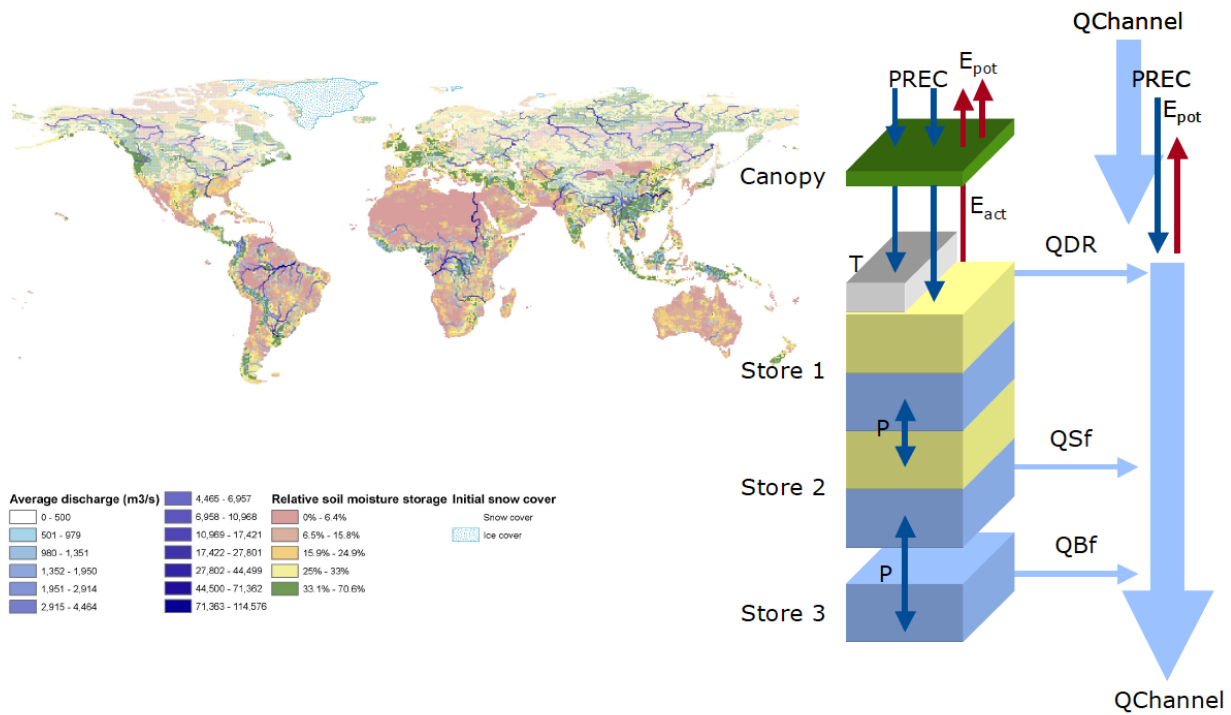 Average discharge (m3/s)
0 - 500
501 - 979
980 - 1,351
1,352 - 1,950
1,951 - 2,914
2,915 - 4,464
4,465 - 6,957
6,958 - 10,968
10,969 - 17,421
17,422 - 27,801
27,802 - 44,499
44,500 - 71,362
71,363 - 114,576
Relative soil moisture storage
0% - 6.4%
6.5% - 15.8%
15.9% - 24.9%
25% - 33%
33.1% - 70.6%
Initial snow cover
Snow cover
Ice cover
QChannel
PREC
Epot
PREC
Epot
Canopy
Eact
T
QDR
Store 1
P
QSf
Store 2
P
QBf
Store 3
QChannel